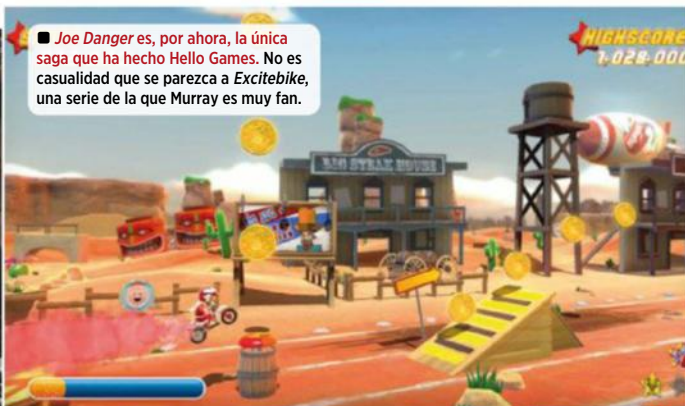 ■ Joe Danger es, por ahora, la única
saga que ha hecho Hello Games. No es
casualidad que se parezca a Excitebike,
una serie de la que Murray es muy fan.
HIGHSCORE
1·028·000
BIG STEAK HOUSE